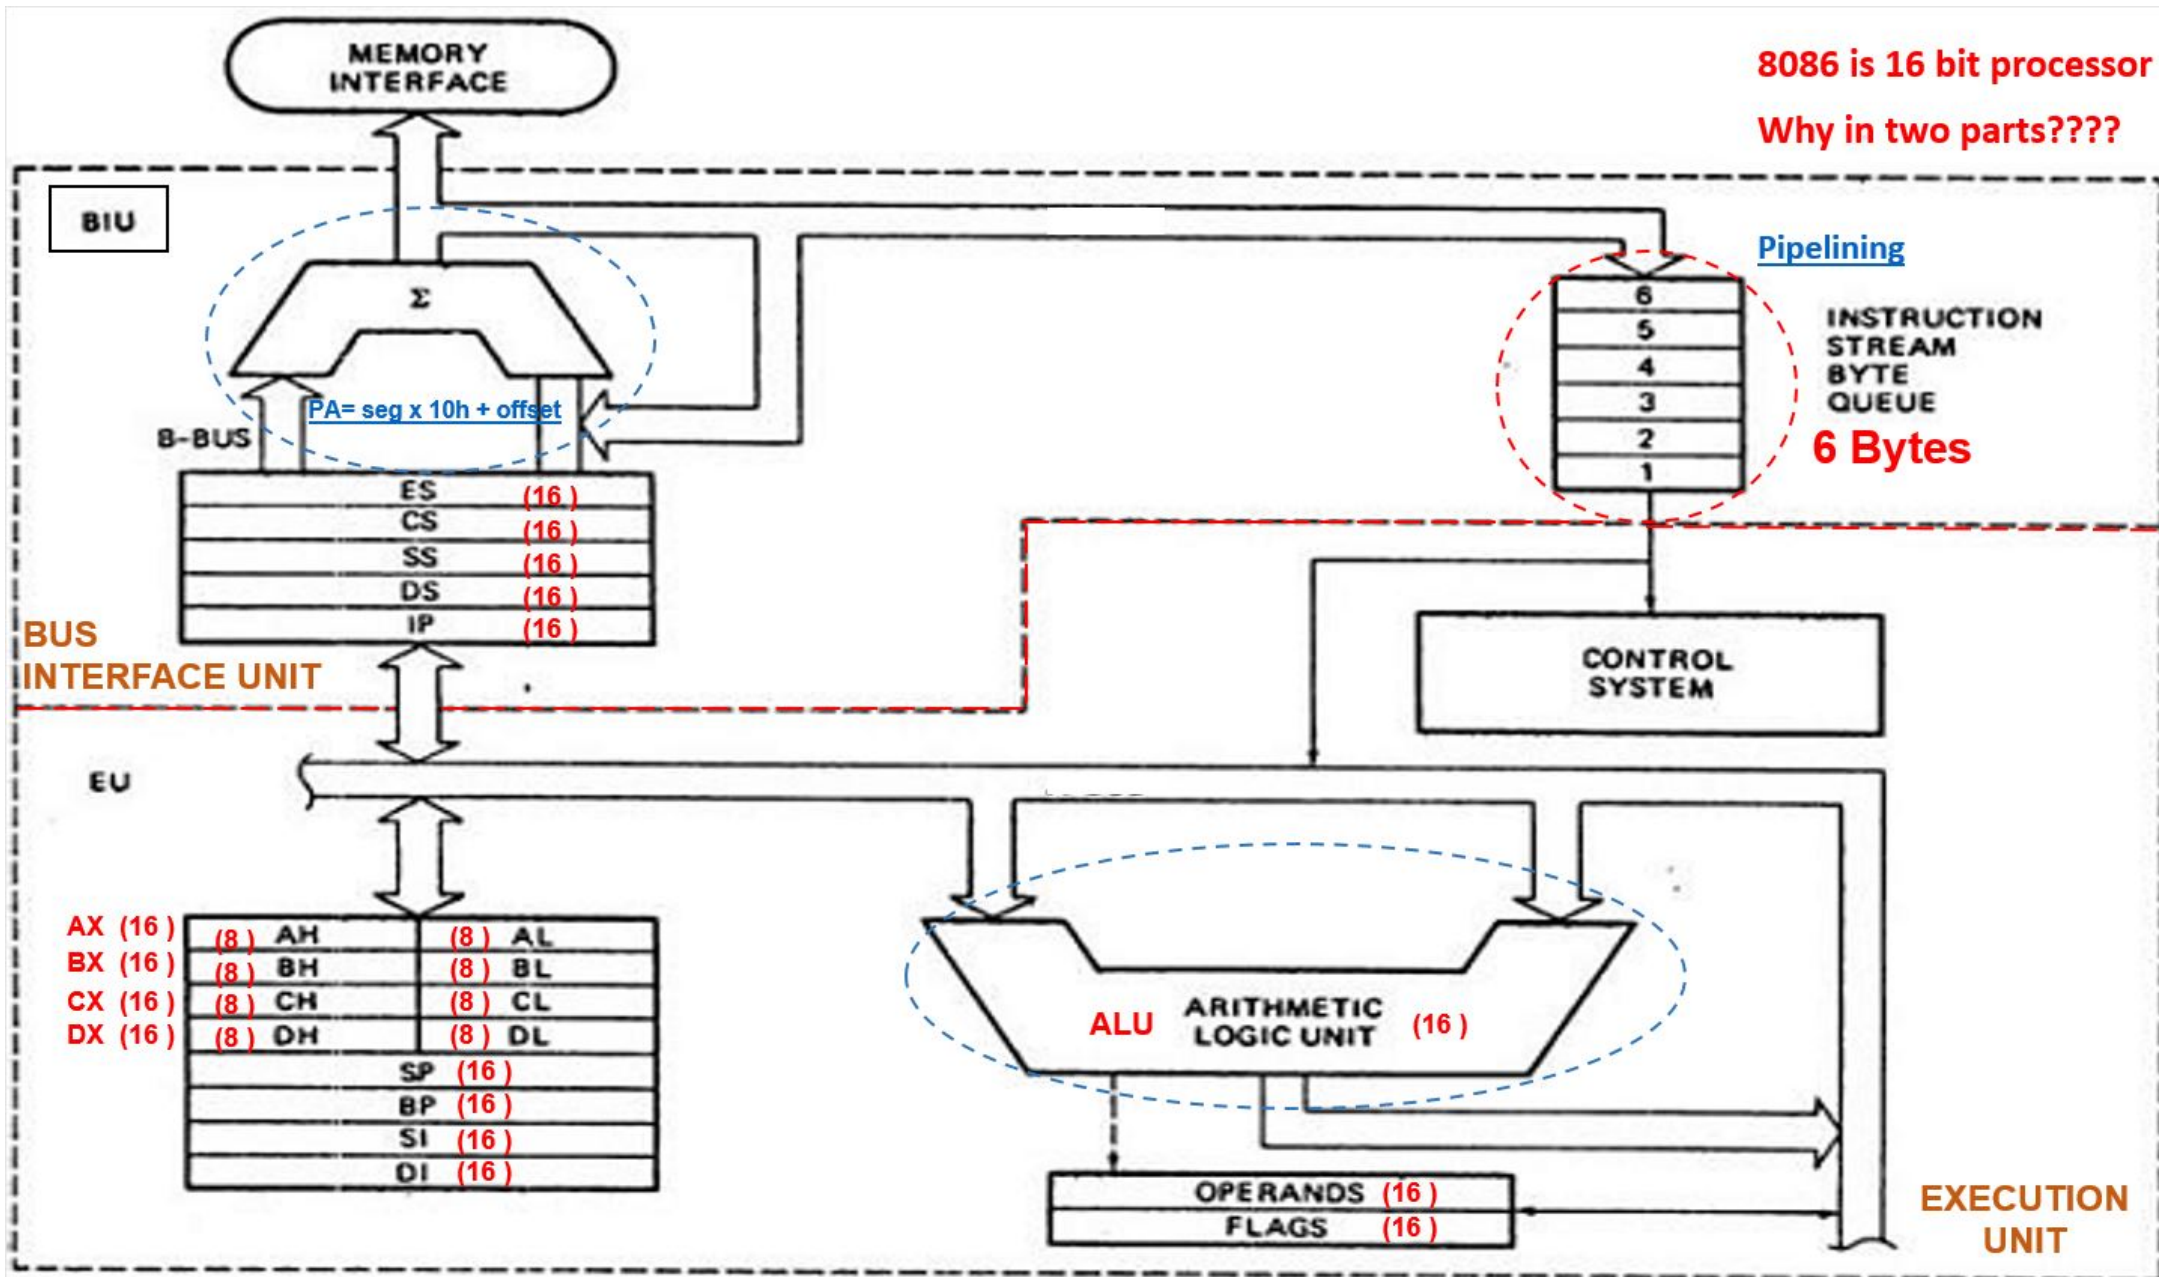 MEMORY
INTERFACE
8086 is 16 bit processor
Why in two parts????
BIU
Pipelining
Σ
6
5
4
3
2
1
INSTRUCTION
STREAM
BYTE
QUEUE
6 Bytes
PA= seg x 10h + offset
B-BUS
ES (16 )
CS (16 )
SS (16 )
DS (16 )
IP (16 )
BUS
INTERFACE UNIT
CONTROL
SYSTEM
EU
AX (16 ) (8 ) AH (8 ) AL
BX (16 ) (8 ) BH (8 ) BL
CX (16 ) (8 ) CH (8 ) CL
DX (16 ) (8 ) DH (8 ) DL
SP (16 )
BP (16 )
SI (16 )
DI (16 )
ALU
ARITHMETIC
LOGIC UNIT (16 )
OPERANDS (16 )
FLAGS (16 )
EXECUTION
UNIT